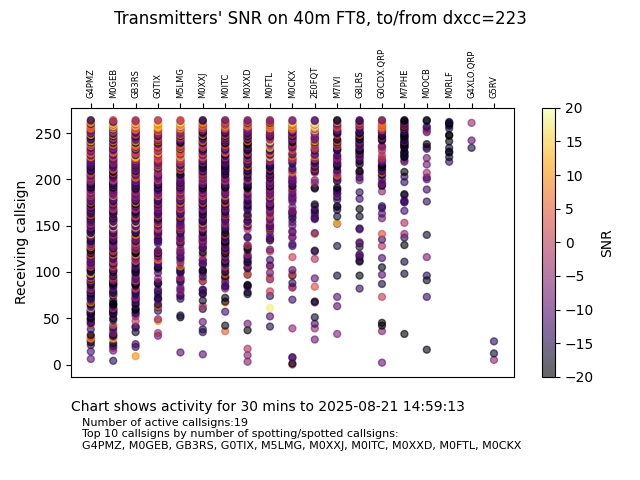 Transmitters' SNR on 40m FT8, to/from dxcc=223
G4PMZ
M0GEB
GB3RS
G0TIX
M5LMG
M0XXJ
M0ITC
M0XXD
M0FTL
M0CKX
2E0FQT
M7IVI
G8LRS
G0CDX.QRP
M7PHE
M0OCB
M0RLF
G4XLO.QRP
G5RV
Receiving callsign
250
200
150
100
50
0
20
15
10
5
0
−5
−10
−15
−20
SNR
Chart shows activity for 30 mins to 2025-08-21 14:59:13
Number of active callsigns:19
Top 10 callsigns by number of spotting/spotted callsigns:
G4PMZ, M0GEB, GB3RS, G0TIX, M5LMG, M0XXJ, M0ITC, M0XXD, M0FTL, M0CKX